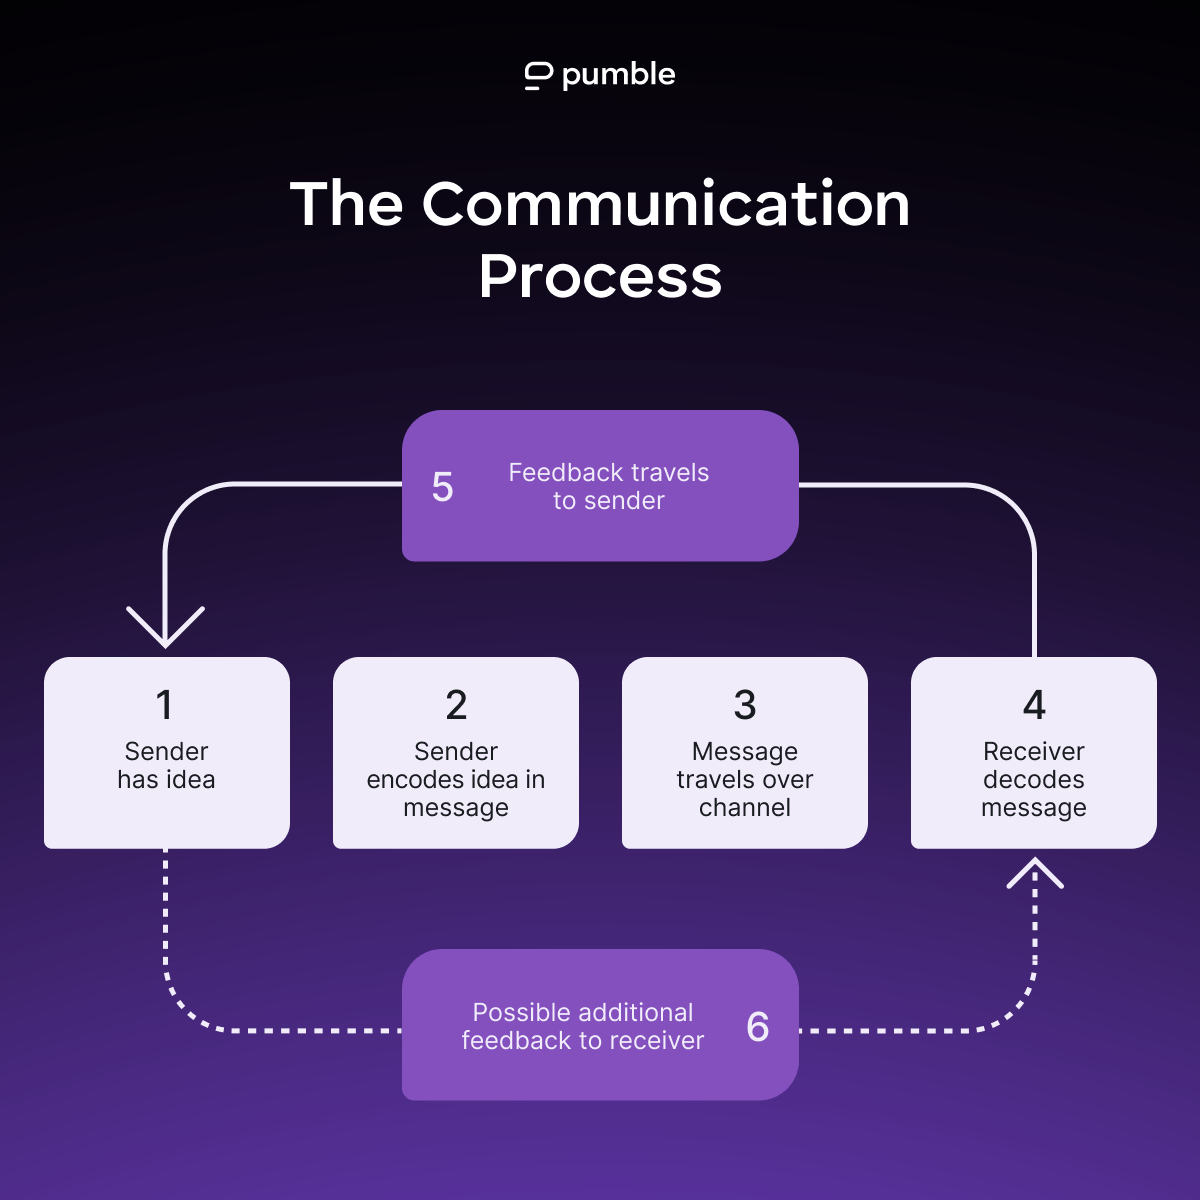 pumble
The Communication
Process
5
Feedback travels
to sender
1
Sender
has idea
2
Sender
encodes idea in
message
3
Message
travels over
channel
4
Receiver
decodes
message
Possible additional
feedback to receiver
6